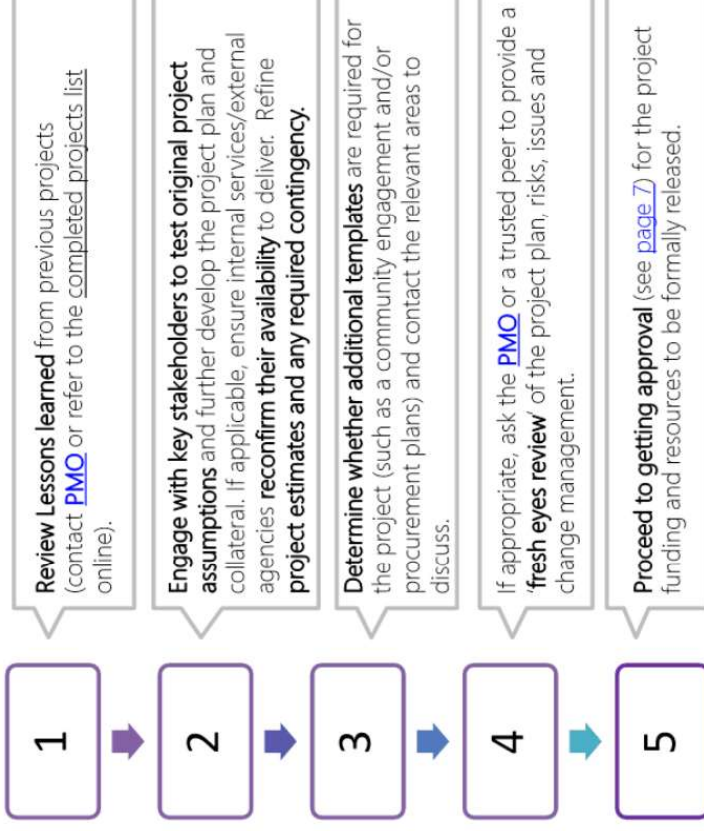 1
Review Lessons learned from previous projects
(contact PMO or refer to the completed projects list
online).
2
Engage with key stakeholders to test original project
assumptions and further develop the project plan and
collateral. If applicable, ensure internal services/external
agencies reconfirm their availability to deliver.  Refine
project estimates and any required contingency.
3
Determine whether additional templates are required for
the project (such as a community engagement and/or
procurement plans) and contact the relevant areas to
discuss.
4
If appropriate, ask the PMO or a trusted peer to provide a
'fresh eyes review' of the project plan, risks, issues and
change management.
5
Proceed to getting approval (see page 7) for the project
funding and resources to be formally released.